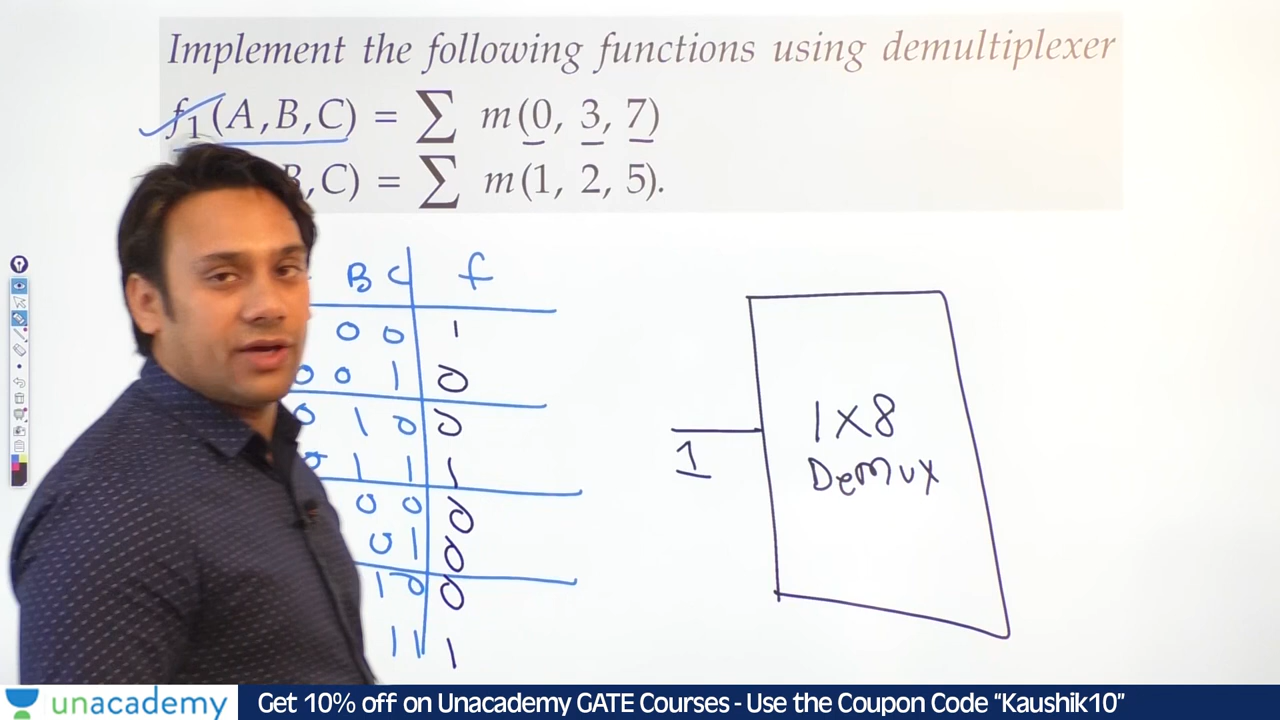 Implement the following functions using demultiplexer
f1(A,B,C) = ∑ m(0, 3, 7)
B,C) = ∑ m(1, 2, 5).
B C f
0 0 1
0 0 1 0
0 1 0 0
0 1 1 1
0 0 0
0 1 0
1 0 0
1 1 1
1
1X8
DeMux
unacademy
Get 10% off on Unacademy GATE Courses - Use the Coupon Code “Kaushik10”